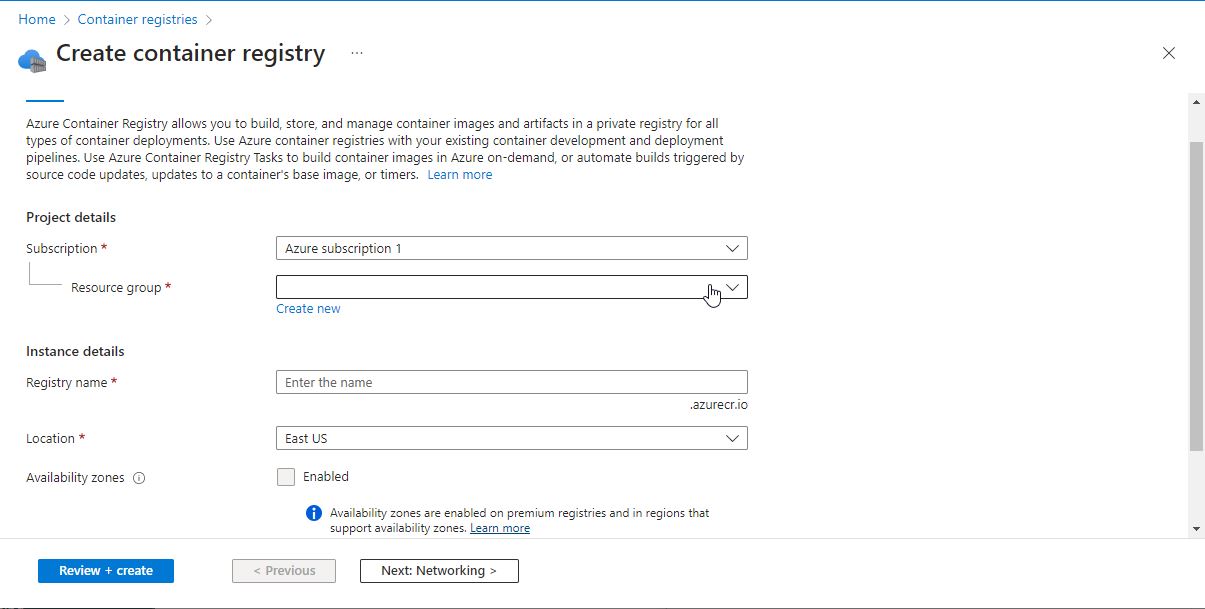 Home > Container registries >
Create container registry ...
Azure Container Registry allows you to build, store, and manage container images and artifacts in a private registry for all
types of container deployments. Use Azure container registries with your existing container development and deployment
pipelines. Use Azure Container Registry Tasks to build container images in Azure on-demand, or automate builds triggered by
source code updates, updates to a container's base image, or timers. Learn more
Project details
Subscription *
Azure subscription 1
Resource group *
Create new
Instance details
Registry name *
Enter the name
.azurecr.io
Location *
East US
Availability zones
Enabled
Availability zones are enabled on premium registries and in regions that
support availability zones. Learn more
Review + create
< Previous
Next: Networking >